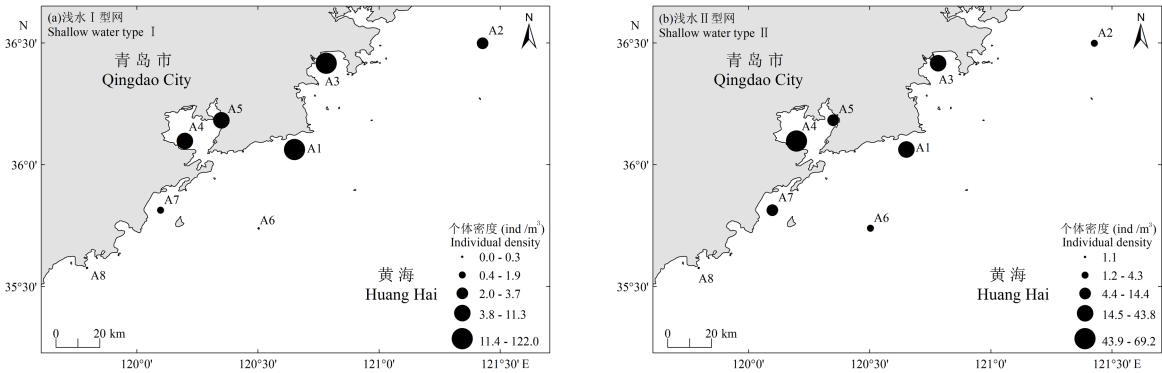 (a)浅水Ⅰ型网
Shallow water type Ⅰ
N
N
36°30'
青岛市
Qingdao City
A2
A3
A5
A4
A1
36°0'
A7
A6
A8
35°30'
黄海
Huang Hai
个体密度 (ind /m³)
Individual density
0.0 - 0.3
0.4 - 1.9
2.0 - 3.7
3.8 - 11.3
11.4 - 122.0
0 20 km
120°0'
120°30'
121°0'
121°30' E
(b)浅水Ⅱ型网
Shallow water type Ⅱ
N
N
36°30'
青岛市
Qingdao City
A2
A3
A5
A4
A1
36°0'
A7
A6
A8
35°30'
黄海
Huang Hai
个体密度 (ind /m³)
Individual density
1.1
1.2 - 4.3
4.4 - 14.4
14.5 - 43.8
43.9 - 69.2
0 20 km
120°0'
120°30'
121°0'
121°30' E